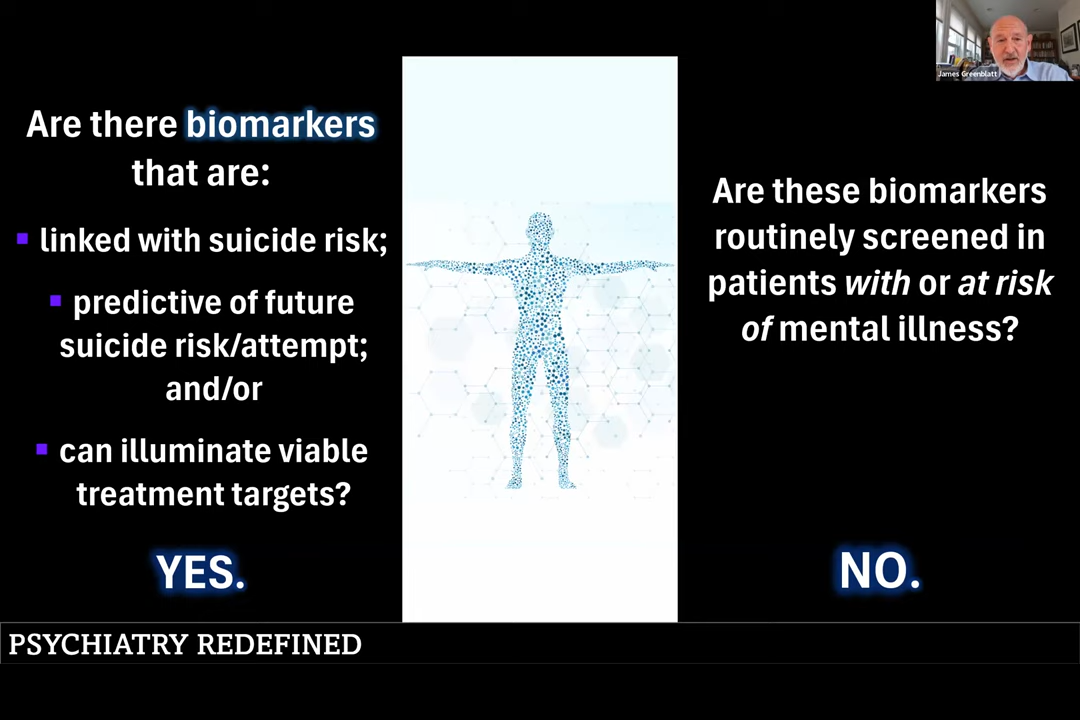 James Greenblatt
Are there biomarkers
that are:
▪ linked with suicide risk;
▪ predictive of future
suicide risk/attempt;
and/or
▪ can illuminate viable
treatment targets?
YES.
Are these biomarkers
routinely screened in
patients with or at risk
of mental illness?
NO.
PSYCHIATRY REDEFINED